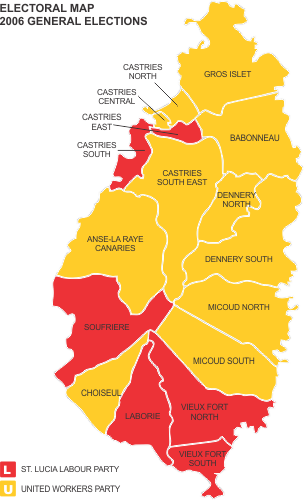 ELECTORAL MAP
2006 GENERAL ELECTIONS
CASTRIES
NORTH
GROS ISLET
CASTRIES
CENTRAL
CASTRIES
EAST
BABONNEAU
CASTRIES
SOUTH
CASTRIES
SOUTH EAST
DENNERY
NORTH
ANSE-LA RAYE
CANARIES
DENNERY SOUTH
MICOUD NORTH
SOUFRIERE
MICOUD SOUTH
CHOISEUL
LABORIE
VIEUX FORT
NORTH
VIEUX FORT
SOUTH
L ST. LUCIA LABOUR PARTY
U UNITED WORKERS PARTY